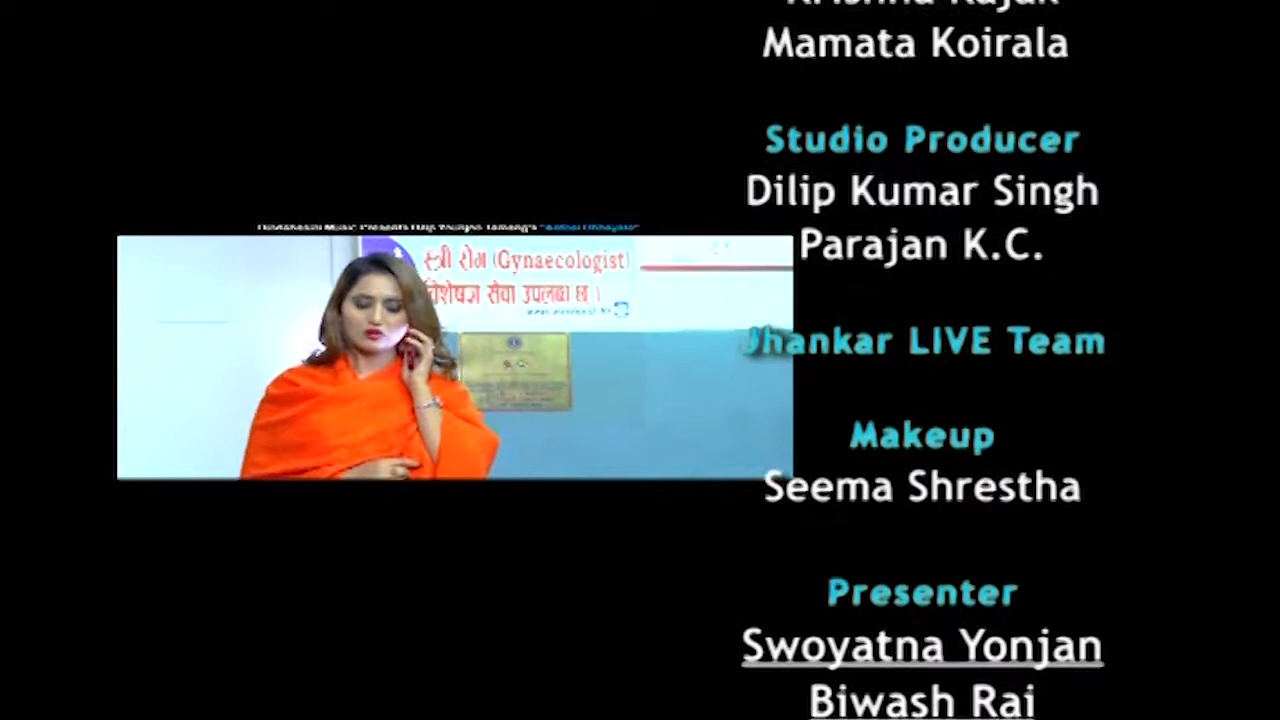 Mamata Koirala
Studio Producer
Dilip Kumar Singh
Parajan K.C.
Jhankar LIVE Team
Makeup
Seema Shrestha
Presenter
Swoyatna Yonjan
Biwash Rai
स्त्री रोग (Gynaecologist)
विशेषज्ञ सेवा उपलब्ध छ ।